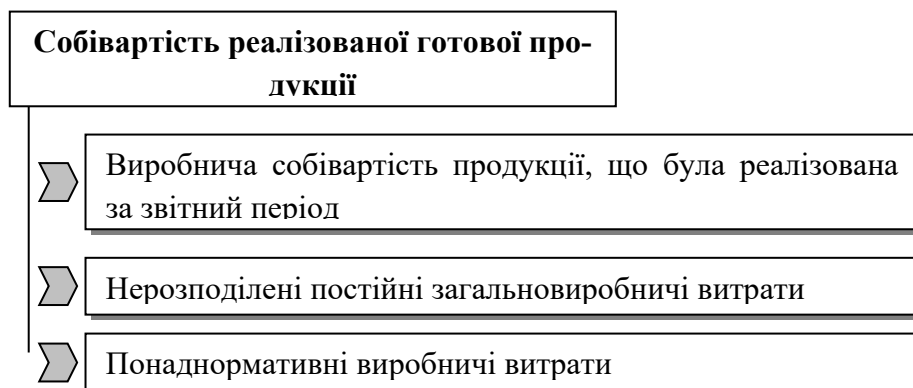 Собівартість реалізованої готової про-
дукції
Виробнича собівартість продукції, що була реалізована
за звітний період
Нерозподілені постійні загальновиробничі витрати
Понаднормативні виробничі витрати